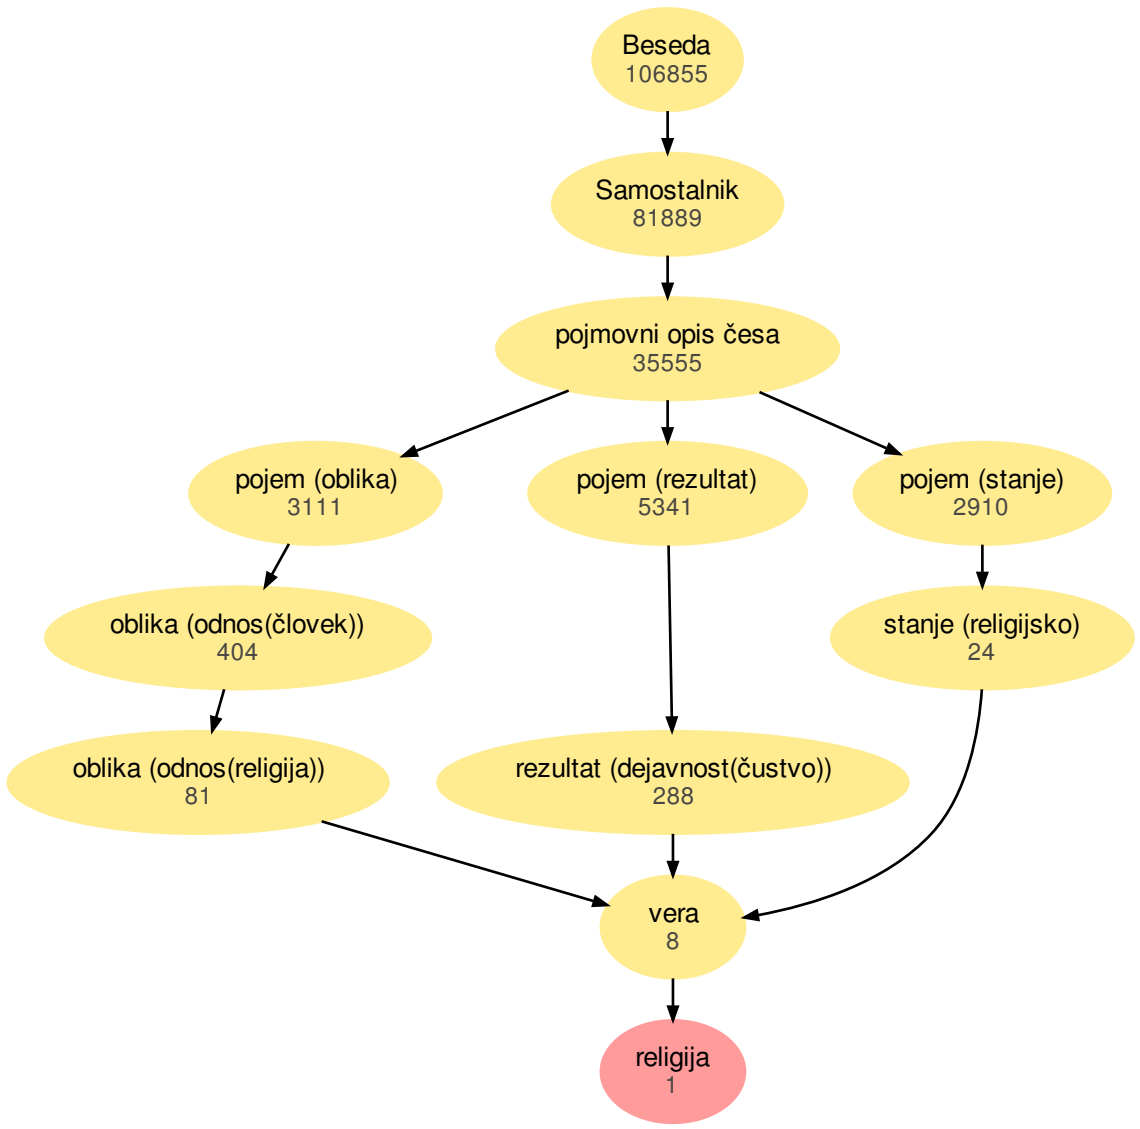 Beseda
106855
Samostalnik
81889
pojmovni opis česa
35555
pojem (oblika)
3111
pojem (rezultat)
5341
pojem (stanje)
2910
oblika (odnos(človek))
404
stanje (religijsko)
24
oblika (odnos(religija))
81
rezultat (dejavnost(čustvo))
288
vera
8
religija
1